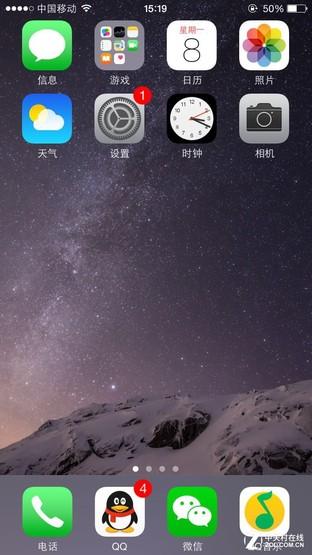 中国移动 15:19 50%
星期一
8
信息 游戏 日历 照片
1
天气 设置 时钟 相机
4
电话 QQ 微信 音乐
中关村在线
ZOL.COM.CN